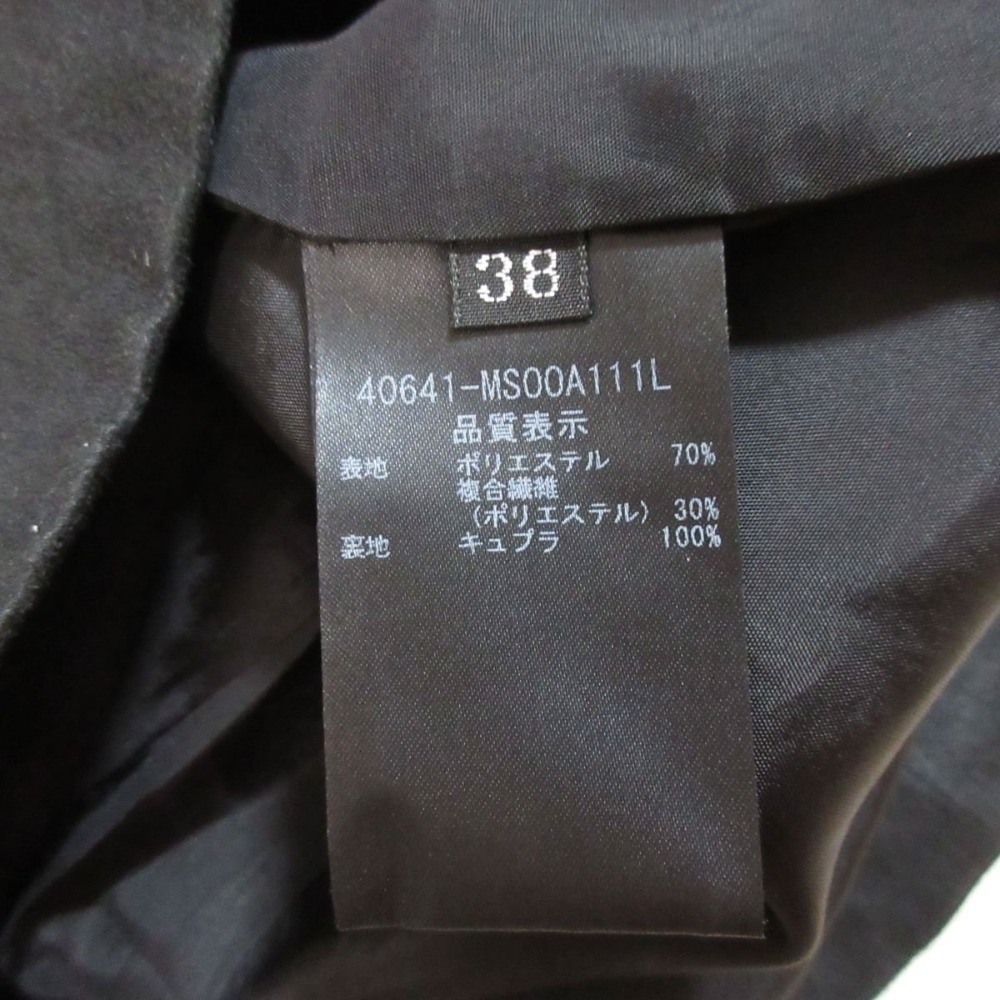 38
40641-MS00A111L
品質表示
表地 ポリエステル 70%
複合繊維
(ポリエステル) 30%
裏地 キュプラ 100%